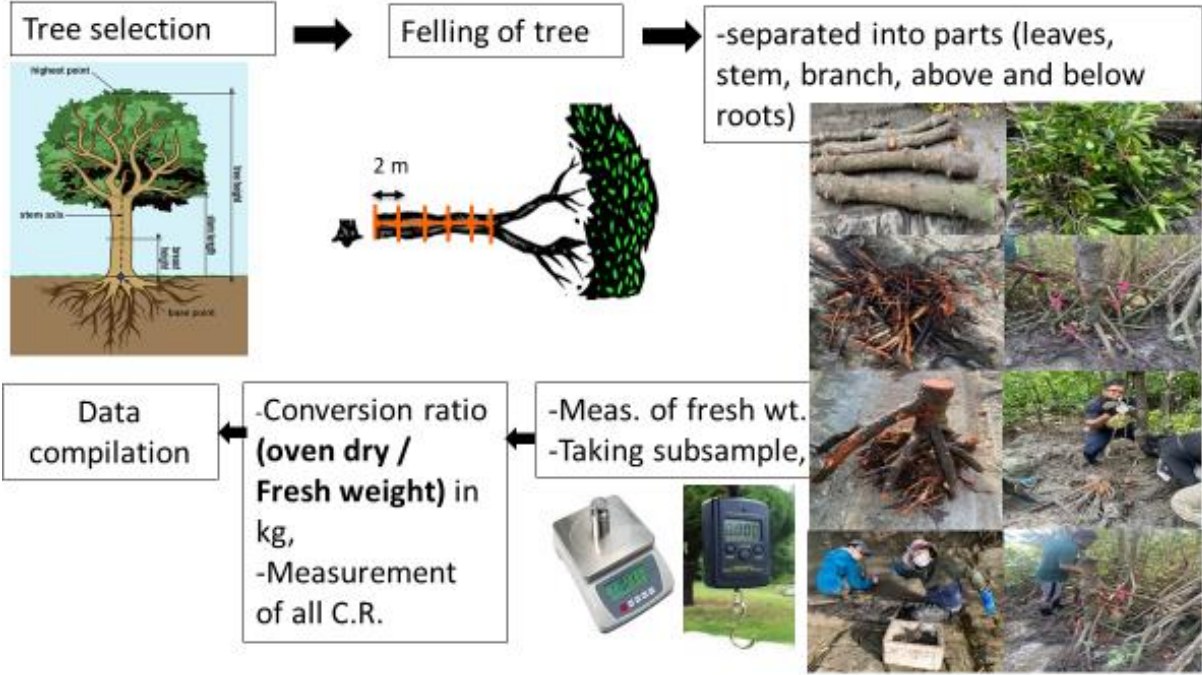 Tree selection
Felling of tree
-separated into parts (leaves,
stem, branch, above and below
roots)
highest point
tree height
stem length
stem axis
breast
height
base point
2 m
Data
compilation
-Conversion ratio
(oven dry /
Fresh weight) in
kg,
-Measurement
of all C.R.
-Meas. of fresh wt.
-Taking subsample,